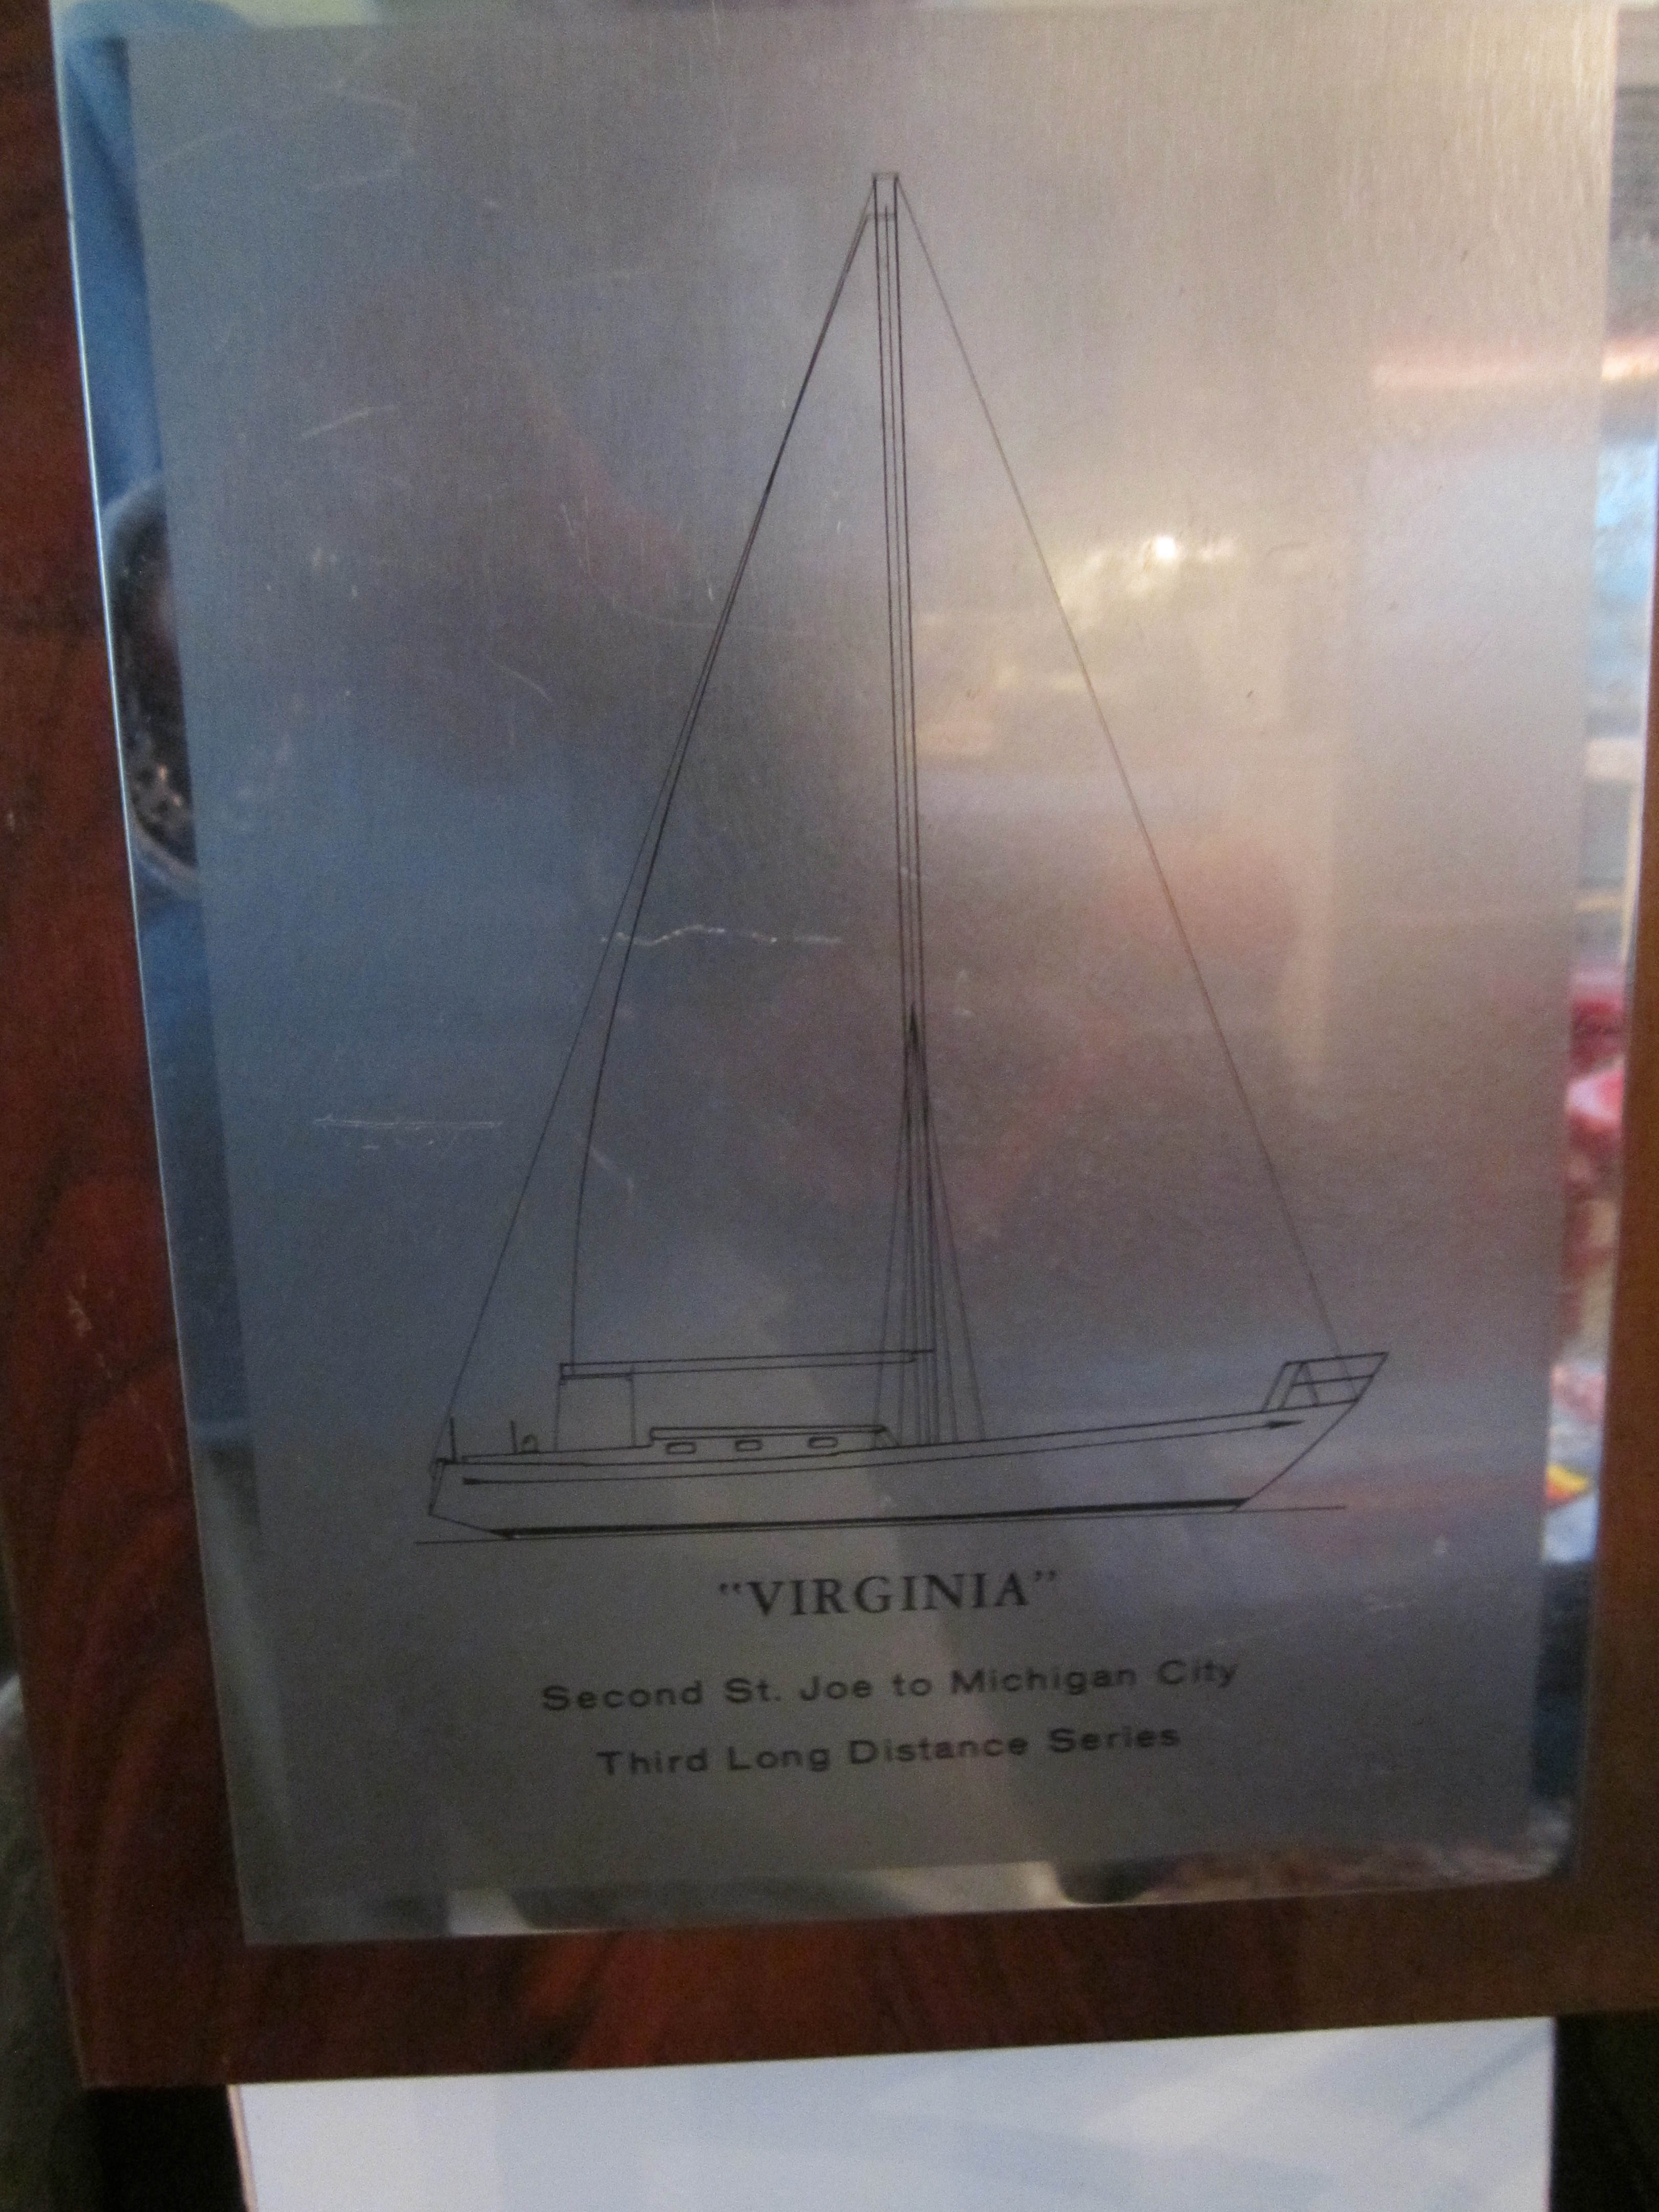 “VIRGINIA”
Second St. Joe to Michigan City
Third Long Distance Series